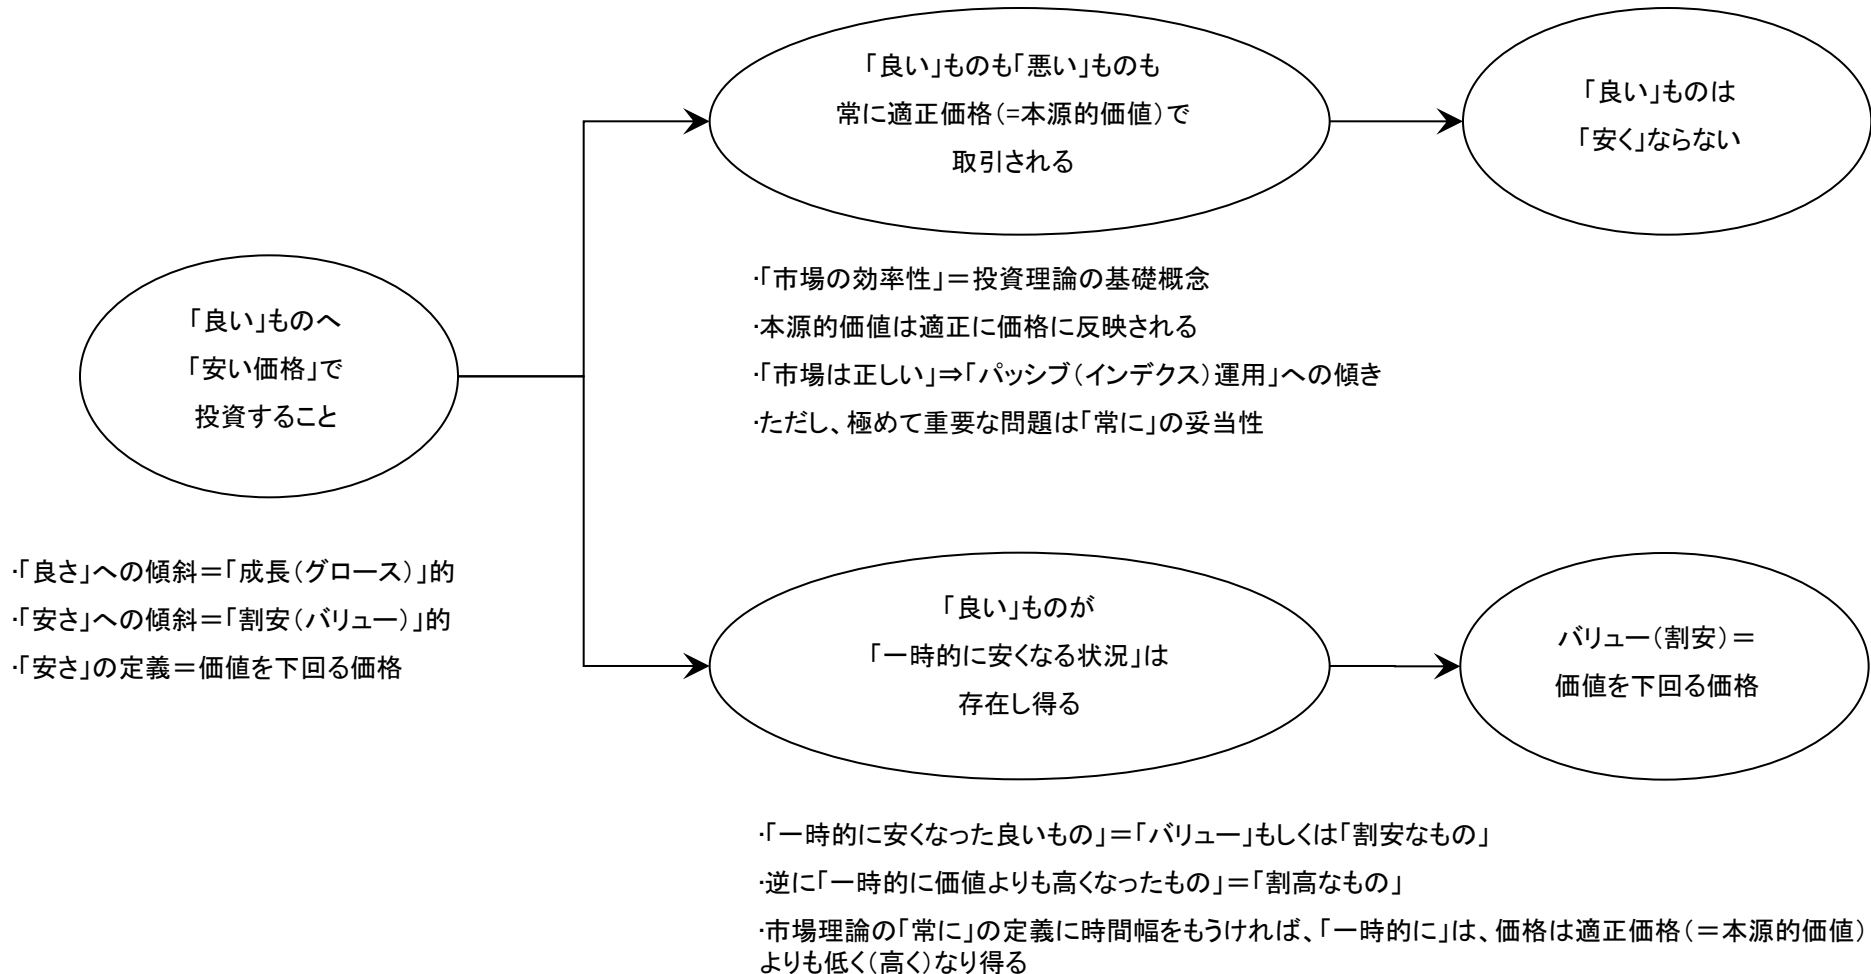 「良い」ものも「悪い」ものも
常に適正価格(=本源的価値)で
取引される
「良い」ものは
「安く」ならない
・「市場の効率性」＝投資理論の基礎概念
・本源的価値は適正に価格に反映される
・「市場は正しい」⇒「パッシブ(インデクス)運用」への傾き
・ただし、極めて重要な問題は「常に」の妥当性
「良い」ものへ
「安い価格」で
投資すること
・「良さ」への傾斜＝「成長(グロース)」的
・「安さ」への傾斜＝「割安(バリュー)」的
・「安さ」の定義＝価値を下回る価格
「良い」ものが
「一時的に安くなる状況」は
存在し得る
バリュー(割安)＝
価値を下回る価格
・「一時的に安くなった良いもの」＝「バリュー」もしくは「割安なもの」
・逆に「一時的に価値よりも高くなったもの」＝「割高なもの」
・市場理論の「常に」の定義に時間幅をもうければ、「一時的に」は、価格は適正価格(＝本源的価値)
よりも低く(高く)なり得る